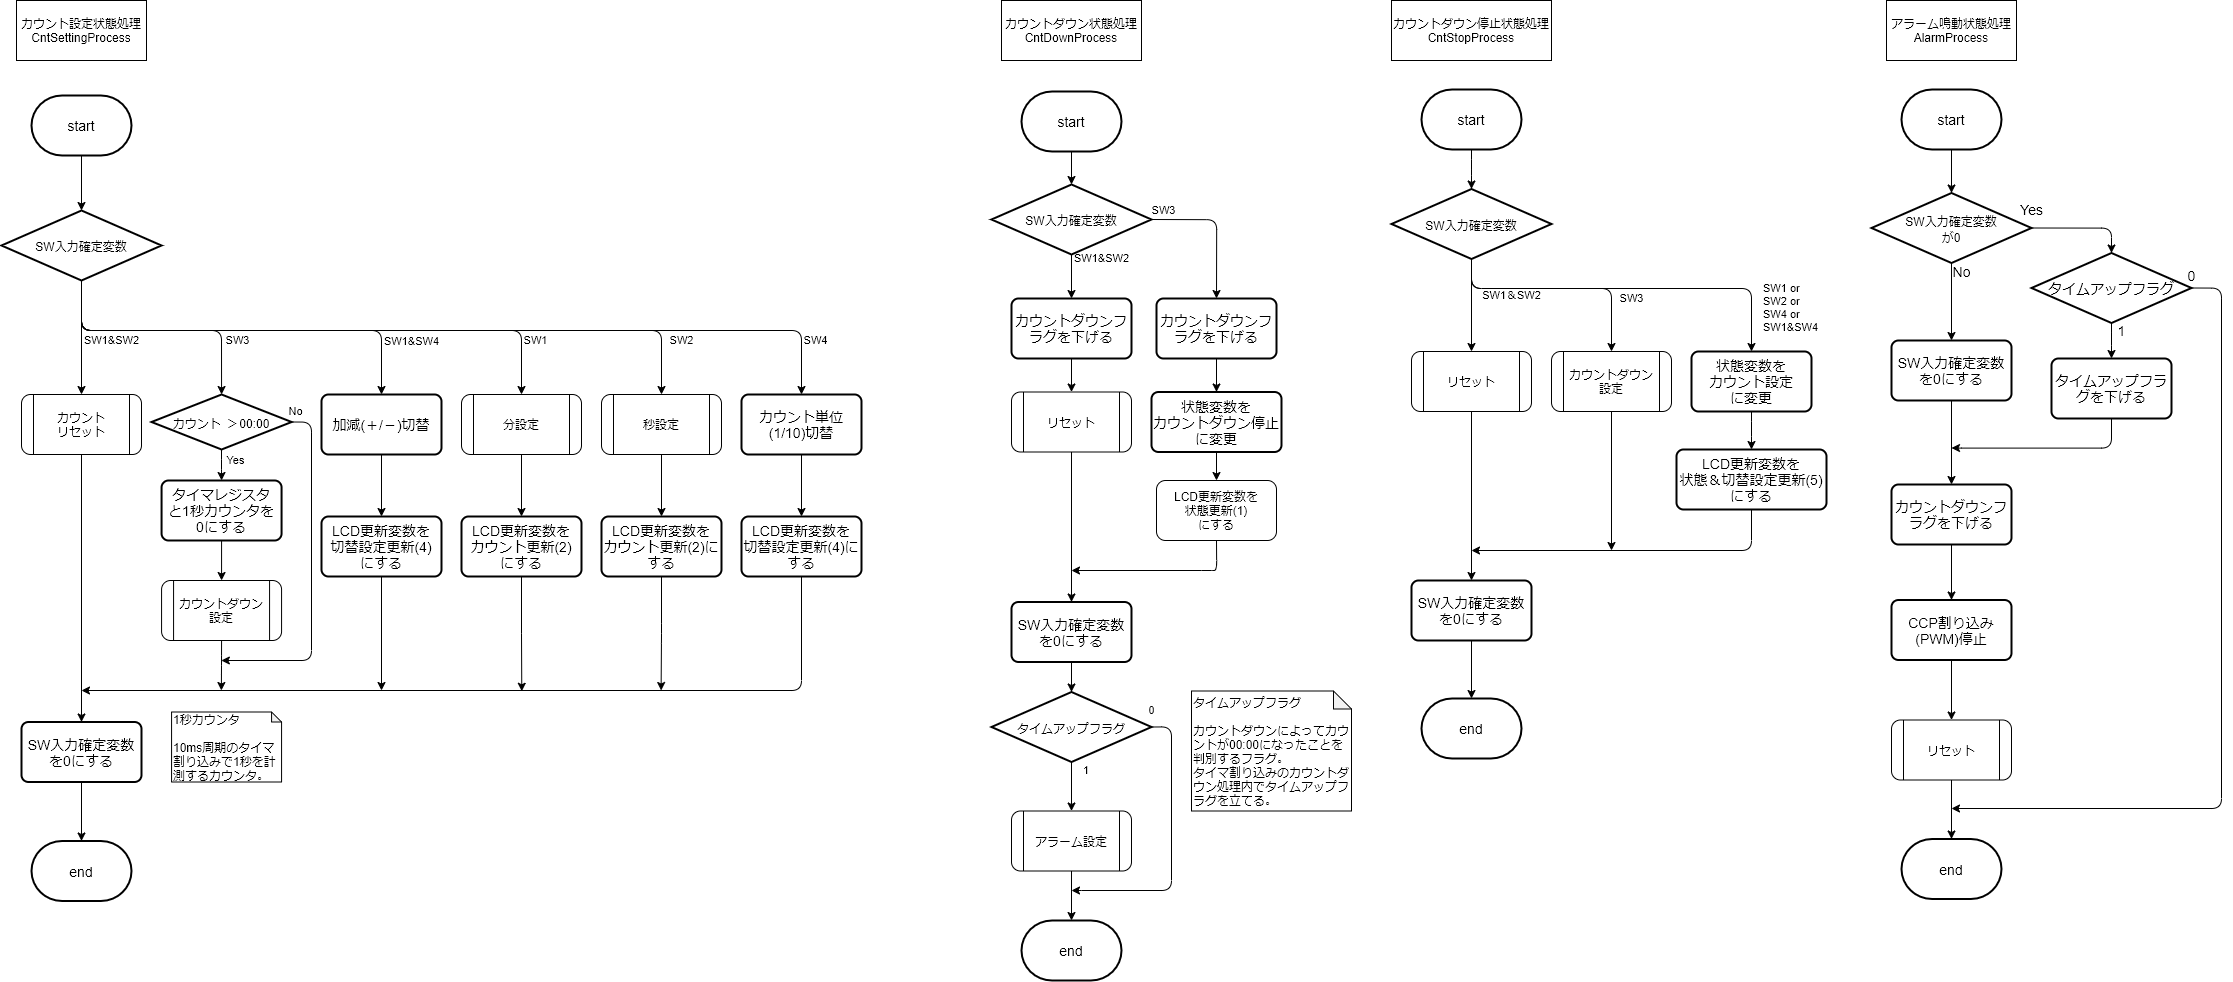 カウント設定状態処理
CntSettingProcess
start
SW入力確定変数
SW1&SW2
SW3
SW1&SW4
SW1
SW2
SW4
カウント
リセット
カウント ＞00:00
No
Yes
タイマレジスタ
と1秒カウンタを
0にする
カウントダウン
設定
加減(＋/－)切替
LCD更新変数を
切替設定更新(4)
にする
分設定
LCD更新変数を
カウント更新(2)
にする
秒設定
LCD更新変数を
カウント更新(2)に
する
カウント単位
(1/10)切替
LCD更新変数を
切替設定更新(4)に
する
SW入力確定変数
を0にする
end
1秒カウンタ
10ms周期のタイマ
割り込みで1秒を計
測するカウンタ。
カウントダウン状態処理
CntDownProcess
start
SW入力確定変数
SW3
SW1&SW2
カウントダウンフ
ラグを下げる
リセット
カウントダウンフ
ラグを下げる
状態変数を
カウントダウン停止
に変更
LCD更新変数を
状態更新(1)
にする
SW入力確定変数
を0にする
タイムアップフラグ
0
1
アラーム設定
end
タイムアップフラグ
カウントダウンによってカウ
ントが00:00になったことを
判別するフラグ。
タイマ割り込みのカウントダ
ウン処理内でタイムアップフ
ラグを立てる。
カウントダウン停止状態処理
CntStopProcess
start
SW入力確定変数
SW1＆SW2
SW3
SW1 or
SW2 or
SW4 or
SW1&SW4
リセット
カウントダウン
設定
状態変数を
カウント設定
に変更
LCD更新変数を
状態＆切替設定更新(5)
にする
SW入力確定変数
を0にする
end
アラーム鳴動状態処理
AlarmProcess
start
SW入力確定変数
が0
Yes
No
タイムアップフラグ
0
1
SW入力確定変数
を0にする
タイムアップフラ
グを下げる
カウントダウンフ
ラグを下げる
CCP割り込み
(PWM)停止
リセット
end